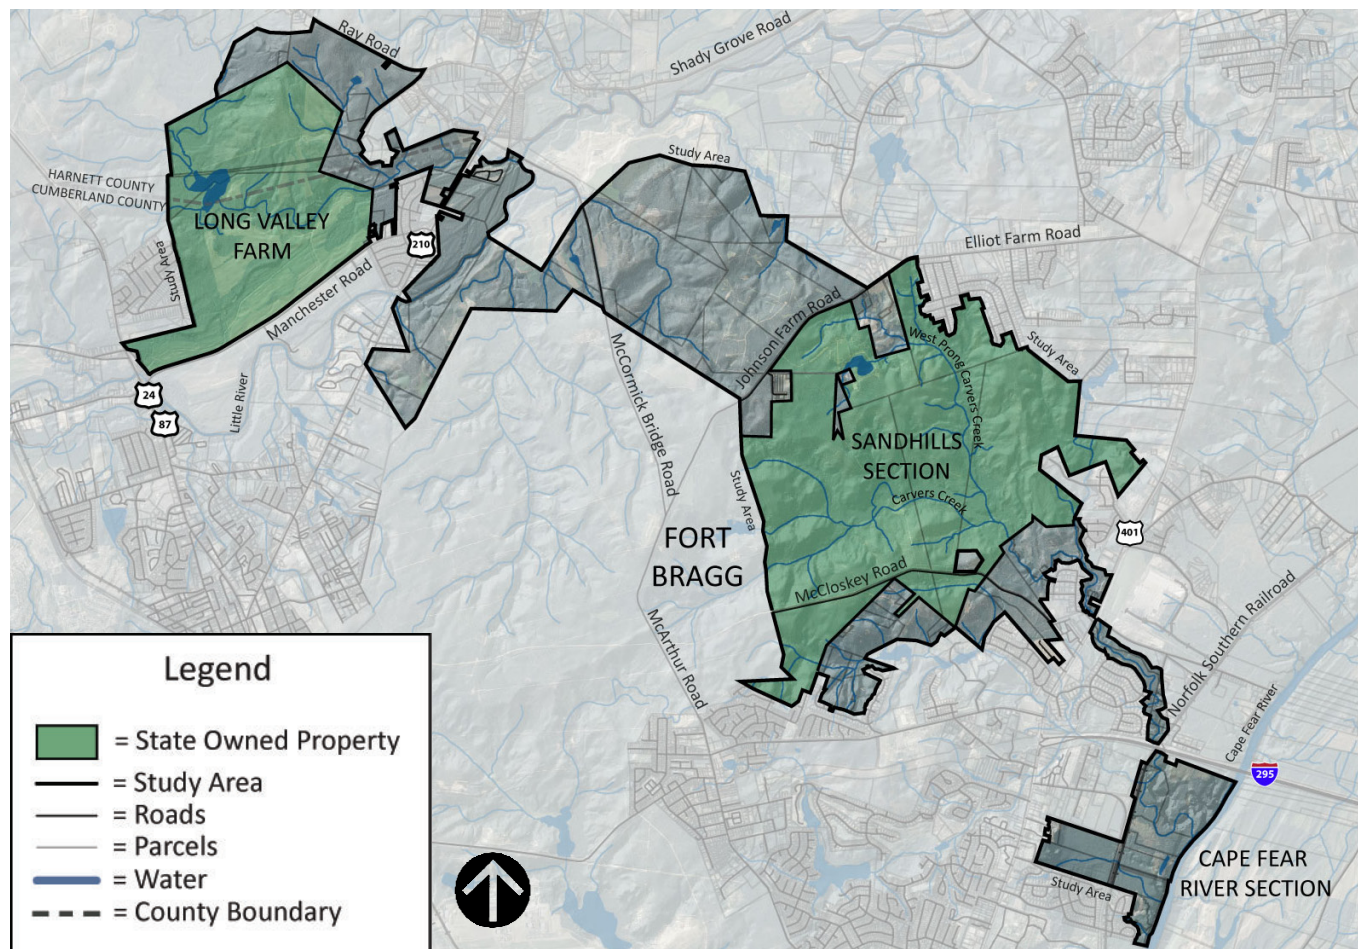 Ray Road
Shady Grove Road
Study Area
HARNETT COUNTY
CUMBERLAND COUNTY
LONG VALLEY
FARM
210
Elliot Farm Road
Study Area
Manchester Road
Johnson Farm Road
West Prong Carvers Creek
Study Area
McCormick Bridge Road
24
87
Little River
SANDHILLS
SECTION
Study Area
Carvers Creek
401
FORT
BRAGG
McCloskey Road
McArthur Road
Norfolk Southern Railroad
Cape Fear River
295
CAPE FEAR
RIVER SECTION
Study Area
Legend
= State Owned Property
= Study Area
= Roads
= Parcels
= Water
= County Boundary